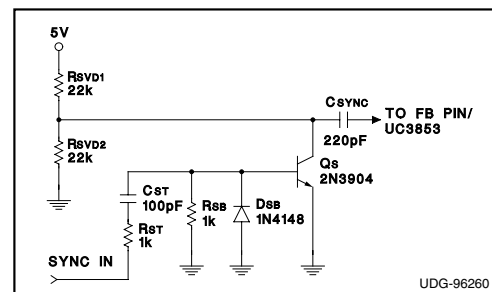 5V
RSVD1
22k
CSYNC
TO FB PIN/
UC3853
220pF
RSVD2
22k
QS
2N3904
CST
100pF
RSB
1k
DSB
1N4148
RST
1k
SYNC IN
UDG-96260